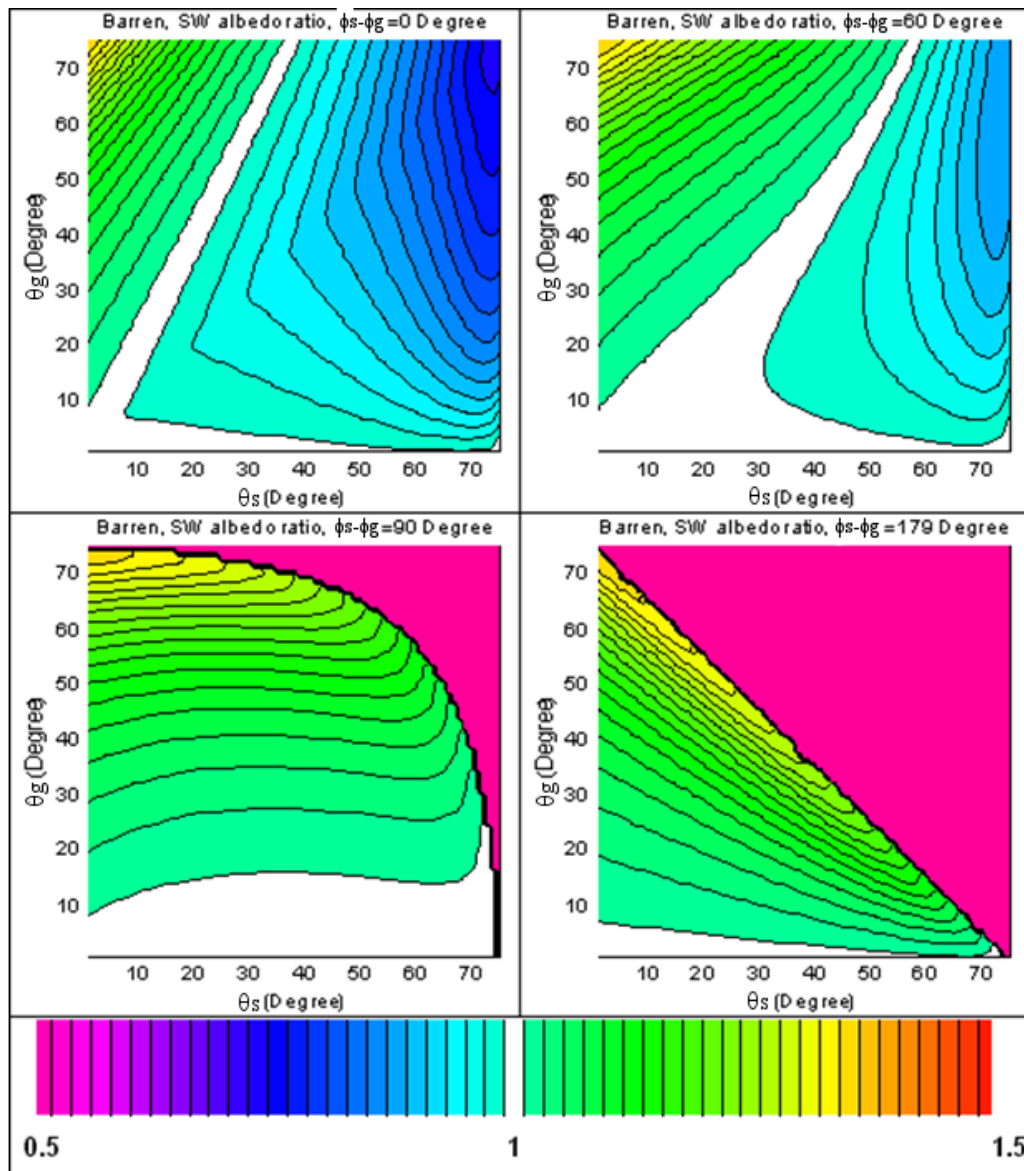 Barren, SW albedo ratio, ϕs-ϕg=0 Degree
70
60
50
40
30
20
10
θg (Degree)
10 20 30 40 50 60 70
θs (Degree)
Barren, SW albedo ratio, ϕs-ϕg=60 Degree
70
60
50
40
30
20
10
θg (Degree)
10 20 30 40 50 60 70
θs (Degree)
Barren, SW albedo ratio, ϕs-ϕg=90 Degree
70
60
50
40
30
20
10
θg (Degree)
10 20 30 40 50 60 70
θs (Degree)
Barren, SW albedo ratio, ϕs-ϕg=179 Degree
70
60
50
40
30
20
10
θg (Degree)
10 20 30 40 50 60 70
θs (Degree)
0.5 1 1.5